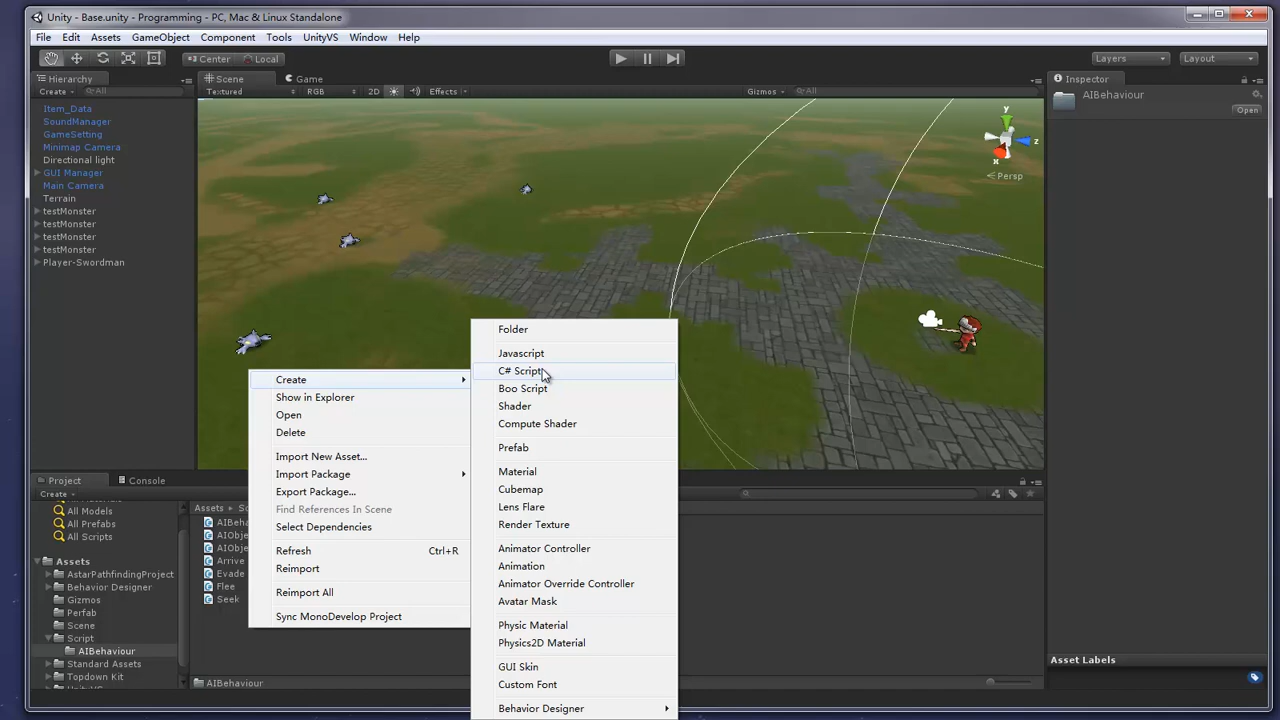 Unity - Base.unity - Programming - PC, Mac & Linux Standalone
File Edit Assets GameObject Component Tools UnityVS Window Help
Center Local Layers Layout
Hierarchy
Create All
Item_Data
SoundManager
GameSetting
Minimap Camera
Directional light
GUI Manager
Main Camera
Terrain
testMonster
testMonster
testMonster
testMonster
Player-Swordman
Scene Game
Textured RGB 2D Effects Gizmos All
y
z
x
Persp
Inspector
AIBehaviour
Open
Create
Show in Explorer
Open
Delete
Import New Asset...
Import Package
Export Package...
Find References In Scene
Select Dependencies
Refresh Ctrl+R
Reimport
Reimport All
Sync MonoDevelop Project
Folder
Javascript
C# Script
Boo Script
Shader
Compute Shader
Prefab
Material
Cubemap
Lens Flare
Render Texture
Animator Controller
Animation
Animator Override Controller
Avatar Mask
Physic Material
Physics2D Material
GUI Skin
Custom Font
Behavior Designer
Project Console
Create
All Models
All Prefabs
All Scripts
Assets
AstarPathfindingProject
Behavior Designer
Gizmos
Perfab
Scene
Script
AIBehaviour
Standard Assets
Topdown Kit
UnityVS
Assets
Arrive
Evade
Flee
Seek
AIBehaviour
Asset Labels